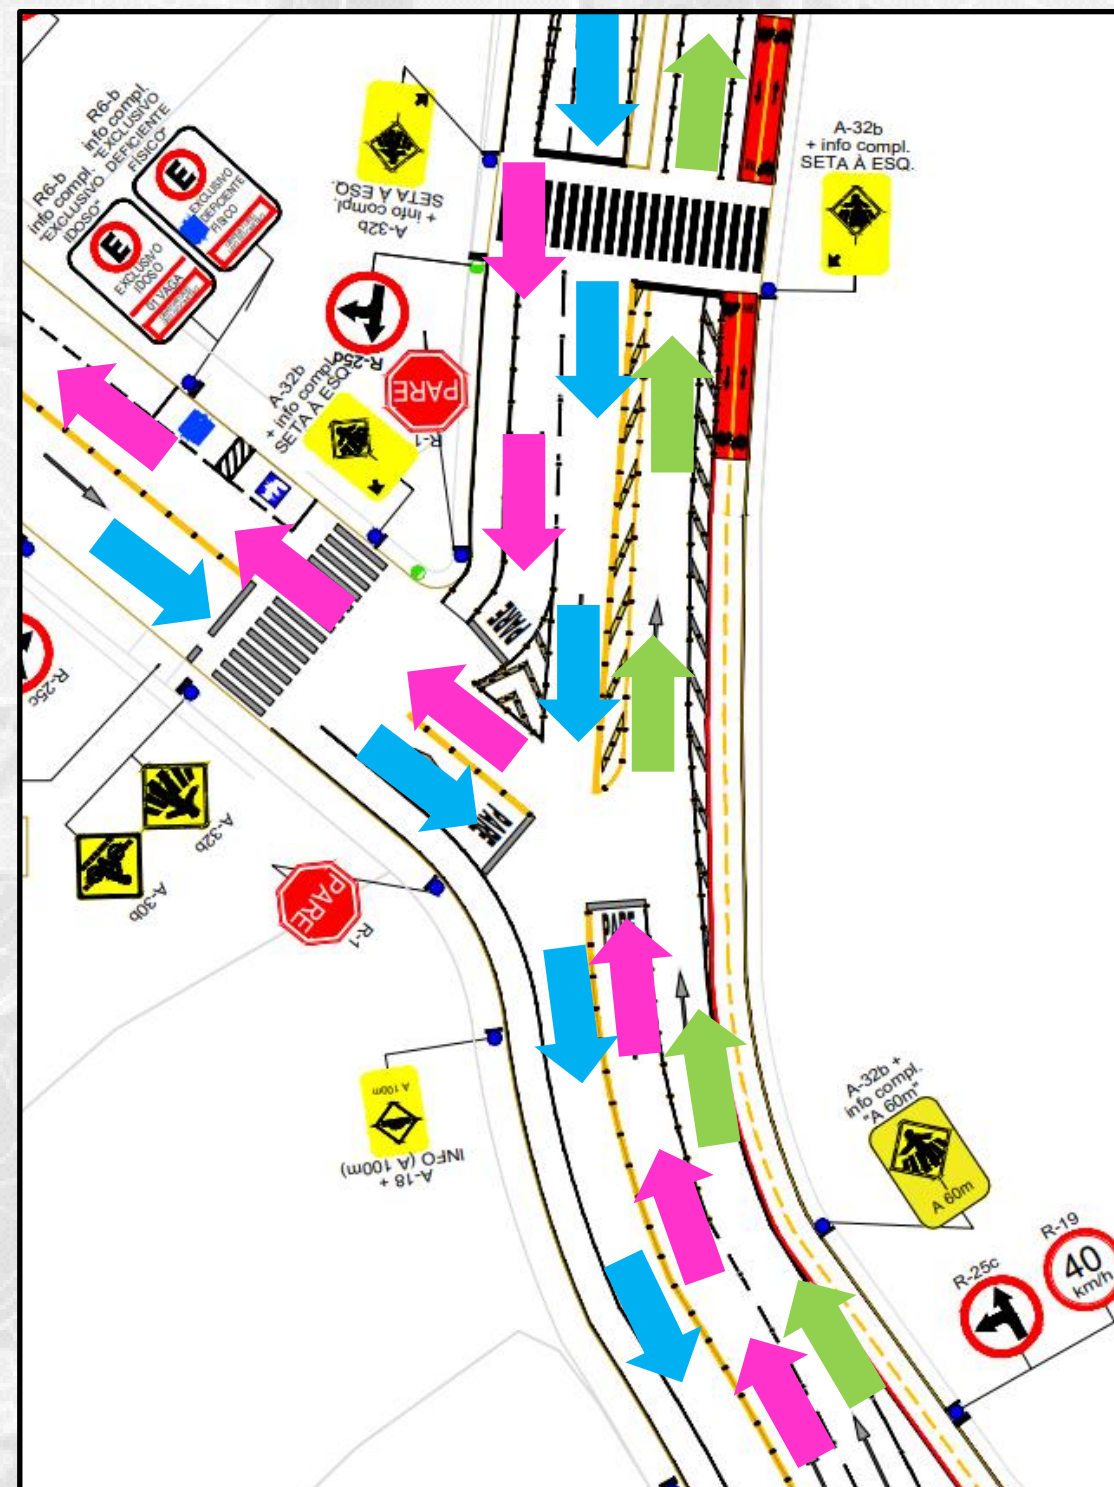 R6-b
info compl.
"EXCLUSIVO
DEFICIENTE
FÍSICO"
R6-b
info compl.
"EXCLUSIVO
IDOSO"
E
EXCLUSIVO
DEFICIENTE
FÍSICO
E
EXCLUSIVO
IDOSO
01 VAGA
A-32b
+ info compl.
SETA À ESQ.
A-32b
+ info compl.
SETA À ESQ.
R-25d
A-32b
+ info compl.
SETA À ESQ.
PARE
R-1
PARE
R-25c
A-32b
A-30b
PARE
PARE
R-1
PARE
A 100m
A-18 +
INFO (A 100m)
A-32b +
info compl.
"A 60m"
A 60m
R-25c
R-19
40
km/h